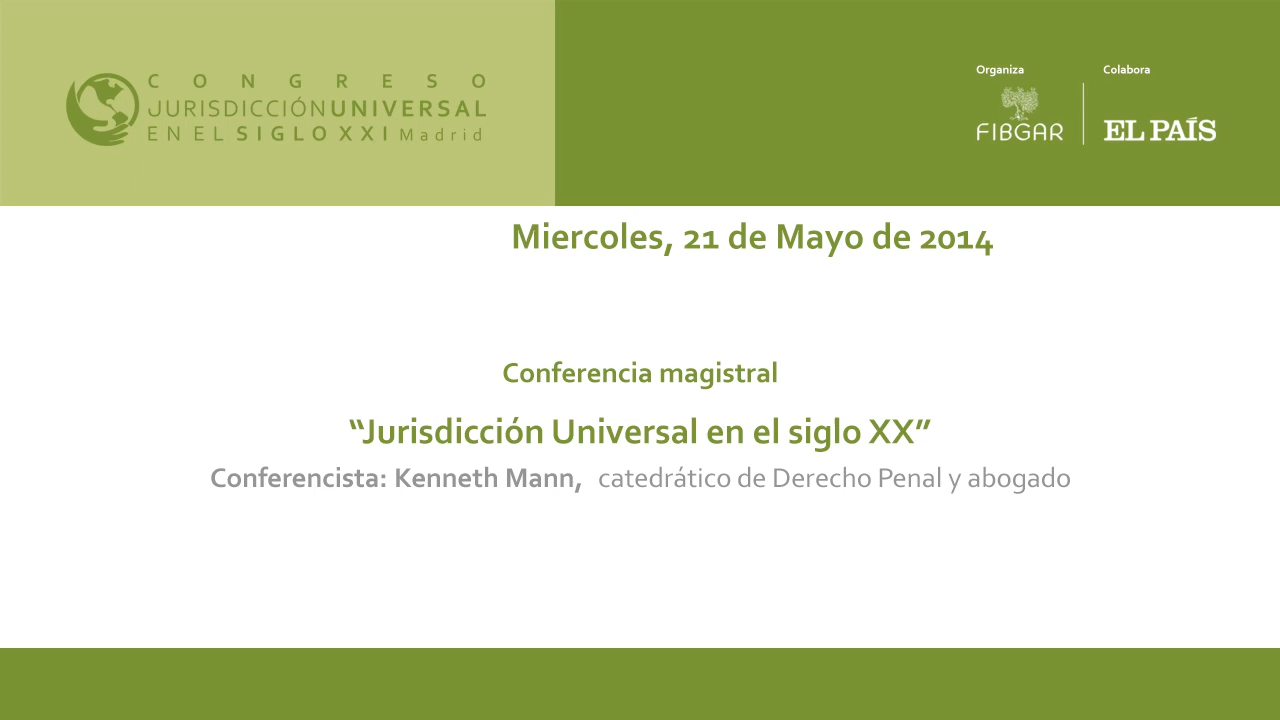 CONGRESO
JURISDICCIÓN UNIVERSAL
EN EL SIGLO XXI Madrid
Organiza
FIBGAR
Colabora
EL PAÍS
Miercoles, 21 de Mayo de 2014
Conferencia magistral
“Jurisdicción Universal en el siglo XX”
Conferencista: Kenneth Mann, catedrático de Derecho Penal y abogado